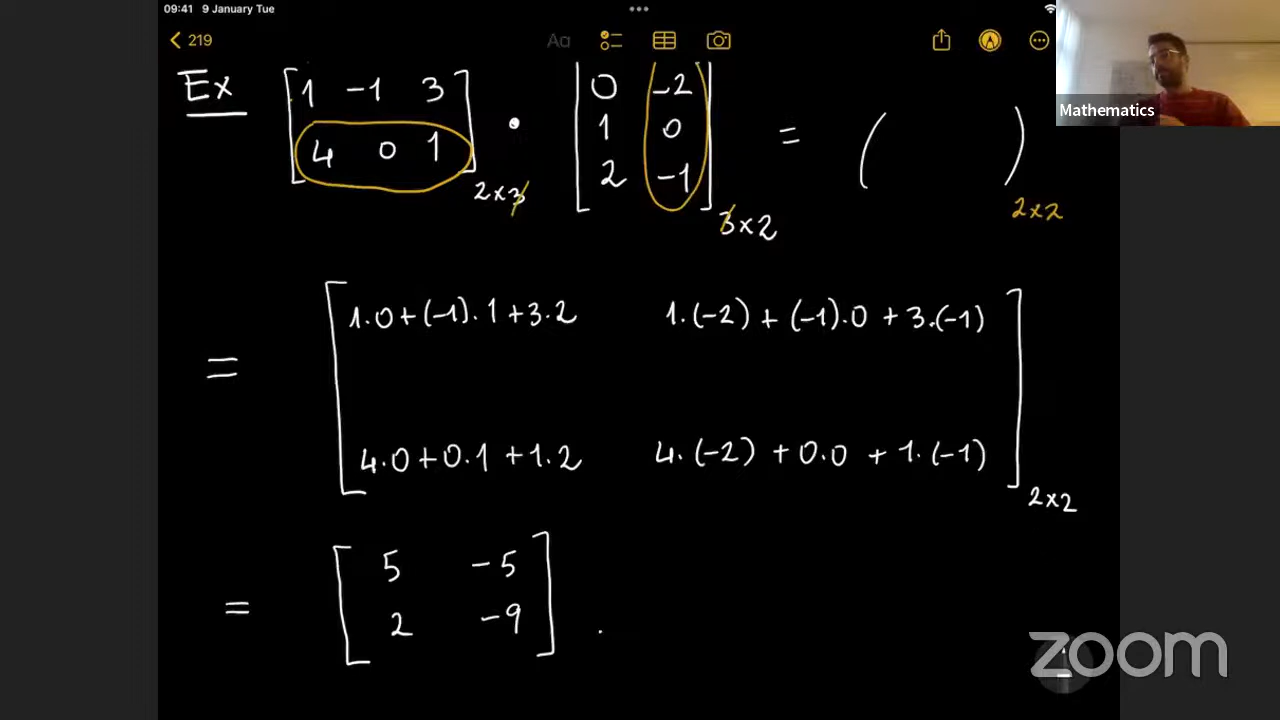 09:41 9 January Tue
219
Aa
Mathematics
Ex [1 -1 3 [0 -2
4 0 1] 2x3 · 1 0
2 -1] 3x2 = ( ) 2x2
= [1.0+(-1).1+3.2 1.(-2)+(-1).0+3.(-1)
4.0+0.1+1.2 4.(-2)+0.0+1.(-1)] 2x2
= [5 -5
2 -9] .
zoom